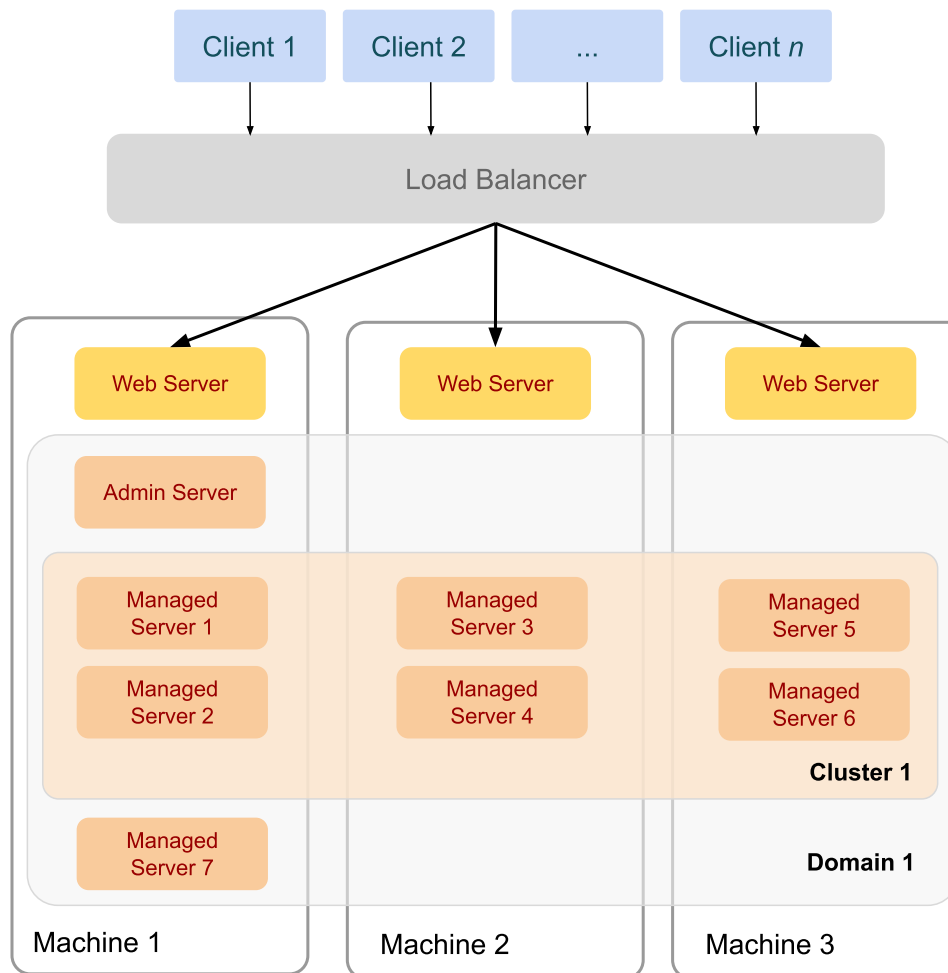 Client 1
Client 2
...
Client n
Load Balancer
Web Server
Web Server
Web Server
Admin Server
Managed
Server 1
Managed
Server 3
Managed
Server 5
Managed
Server 2
Managed
Server 4
Managed
Server 6
Cluster 1
Managed
Server 7
Domain 1
Machine 1
Machine 2
Machine 3